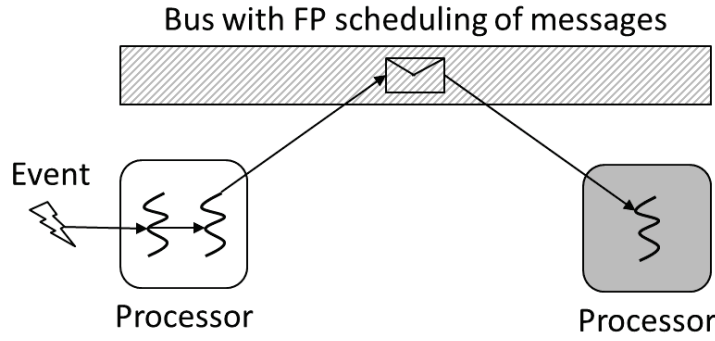 Bus with FP scheduling of messages
Event
Processor
Processor